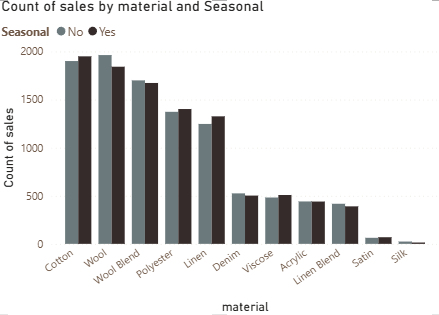 Count of sales by material and Seasonal
Seasonal No Yes
2000
1500
1000
500
0
Count of sales
Cotton
Wool
Wool Blend
Polyester
Linen
Denim
Viscose
Acrylic
Linen Blend
Satin
Silk
material